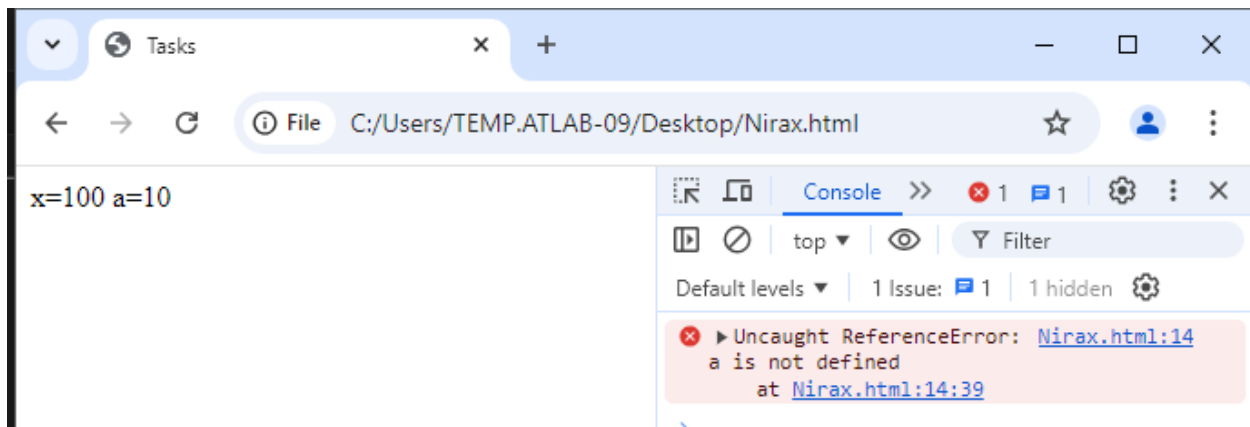 Tasks
File C:/Users/TEMP.ATLAB-09/Desktop/Nirax.html
x=100 a=10
Console 1 1
top Filter
Default levels 1 Issue: 1 1 hidden
Uncaught ReferenceError: Nirax.html:14
a is not defined
at Nirax.html:14:39